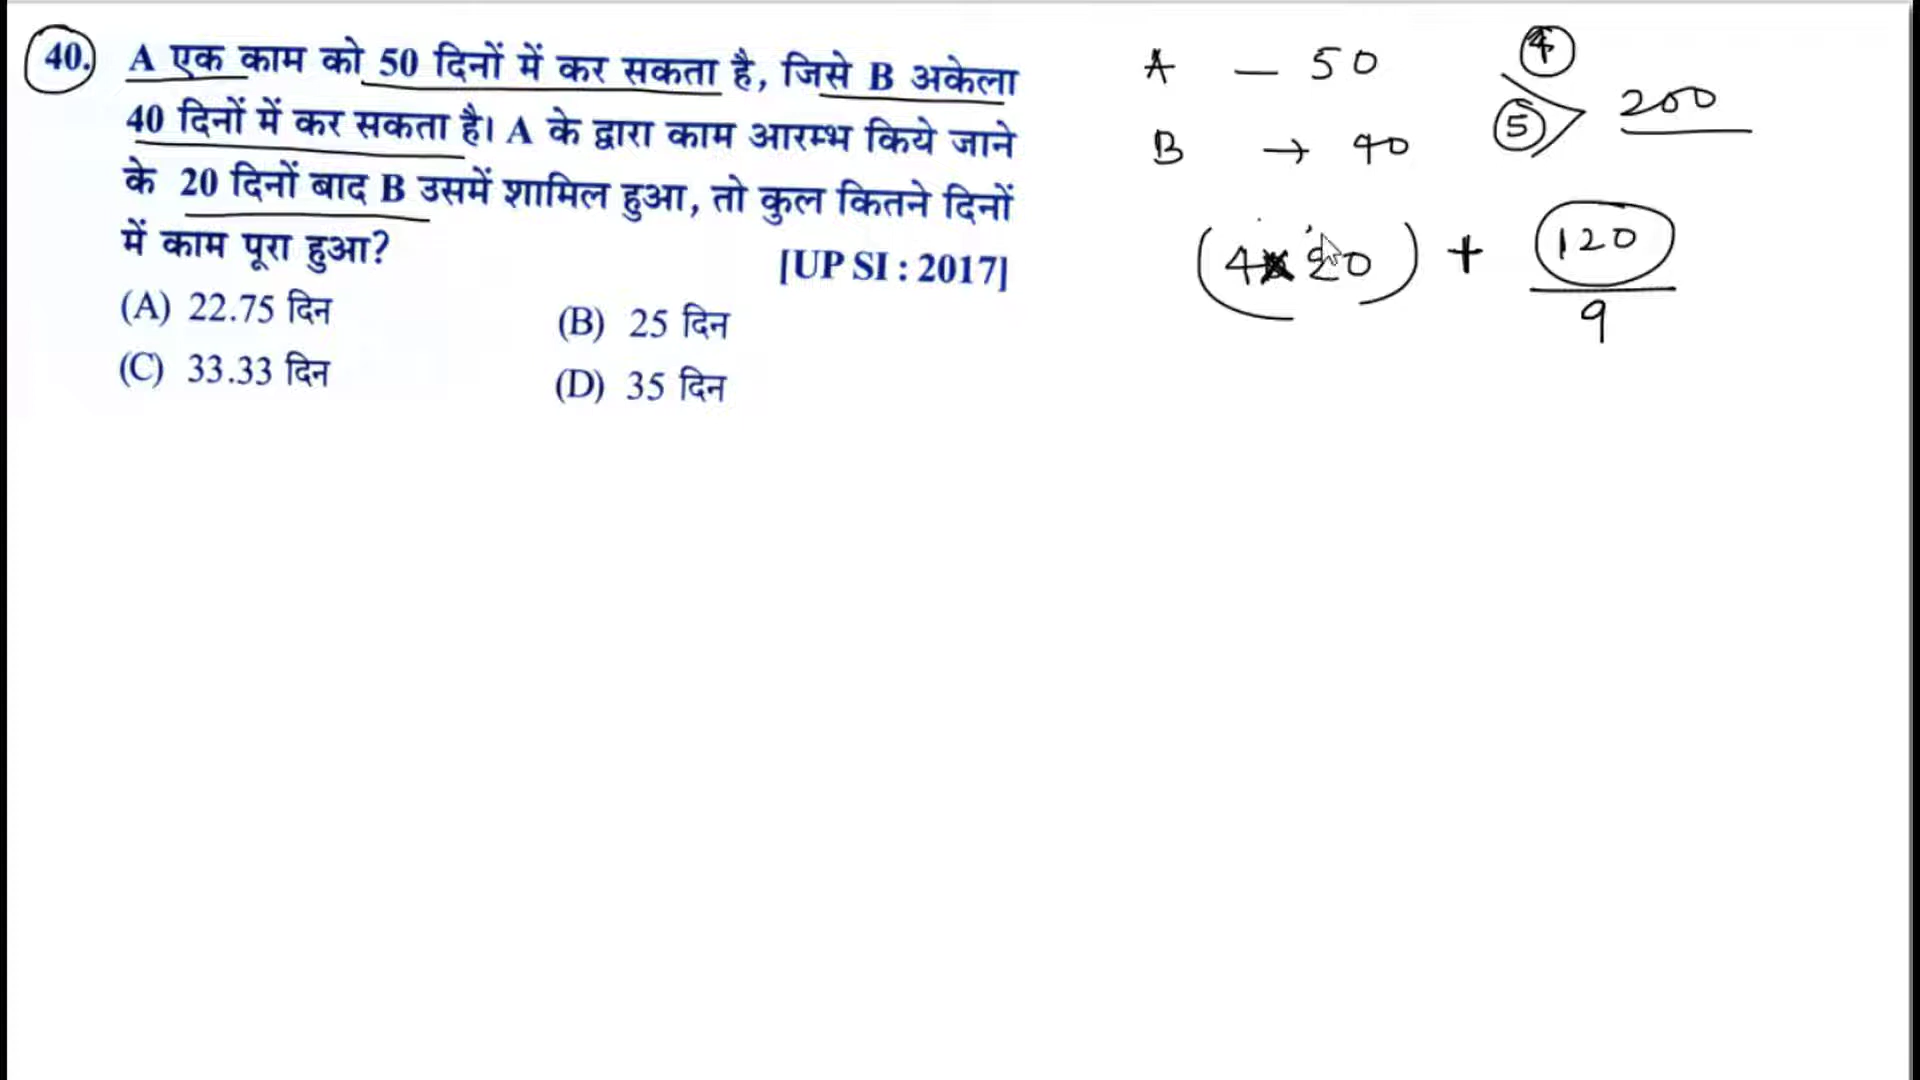 40. A एक काम को 50 दिनों में कर सकता है, जिसे B अकेला
40 दिनों में कर सकता है। A के द्वारा काम आरम्भ किये जाने
के 20 दिनों बाद B उसमें शामिल हुआ, तो कुल कितने दिनों
में काम पूरा हुआ?
[UP SI : 2017]
(A) 22.75 दिन
(B) 25 दिन
(C) 33.33 दिन
(D) 35 दिन
A — 50
B → 40
4
5
200
(4×20) + 120
9